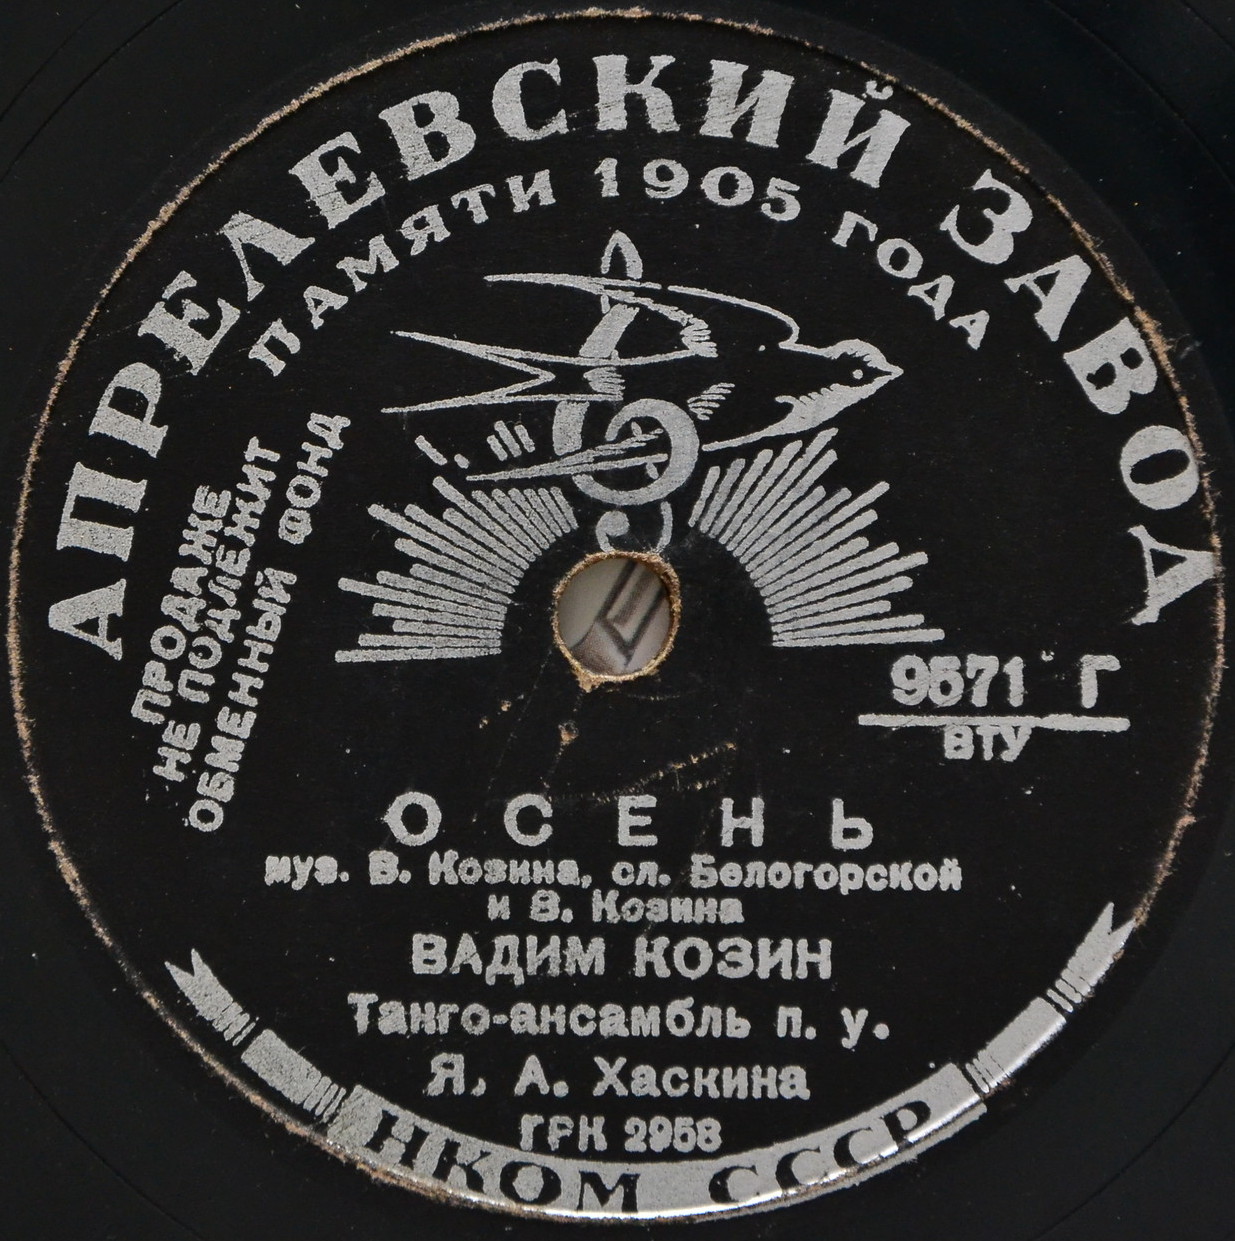 АПРЕЛЕВСКИЙ ЗАВОД
ПАМЯТИ 1905 ГОДА
ПРОДАЖЕ
НЕ ПОДЛЕЖИТ
ОБМЕННЫЙ ФОНД
9571 Г
ВТУ
ОСЕНЬ
муз. В. Козина, сл. Белогорской
и В. Козина
ВАДИМ КОЗИН
Танго-ансамбль п. у.
Я. А. Хаскина
ГРК 2958
НКОМ СССР